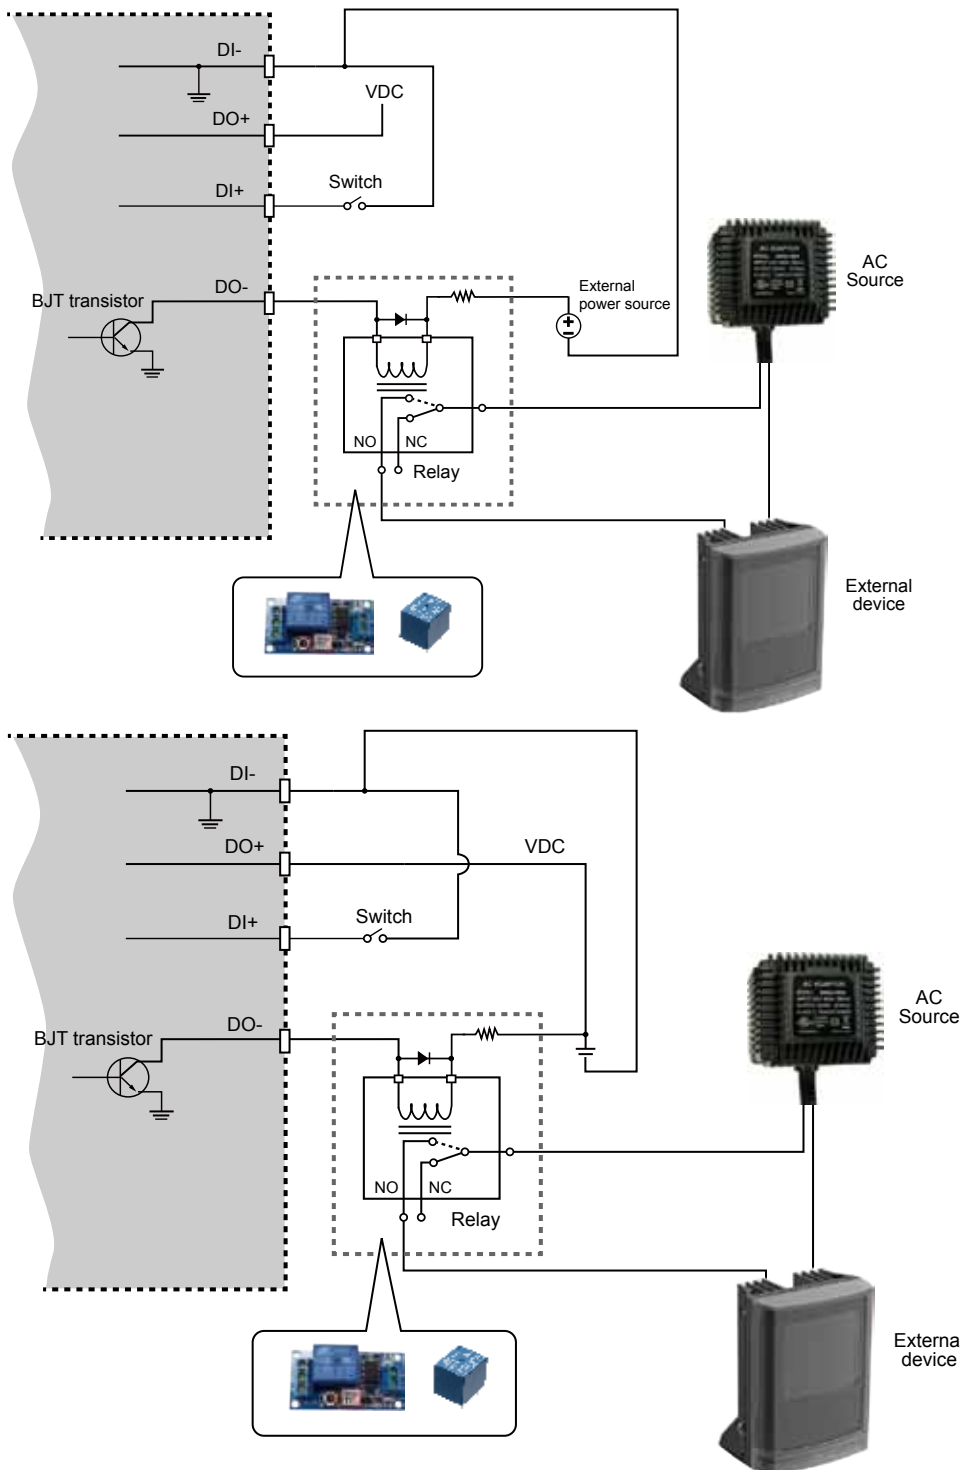 DI-
VDC
DO+
DI+
Switch
DO-
BJT transistor
External
power source
AC
Source
NO
NC
Relay
External
device
DI-
DO+
VDC
DI+
Switch
DO-
BJT transistor
AC
Source
NO
NC
Relay
Externa
device